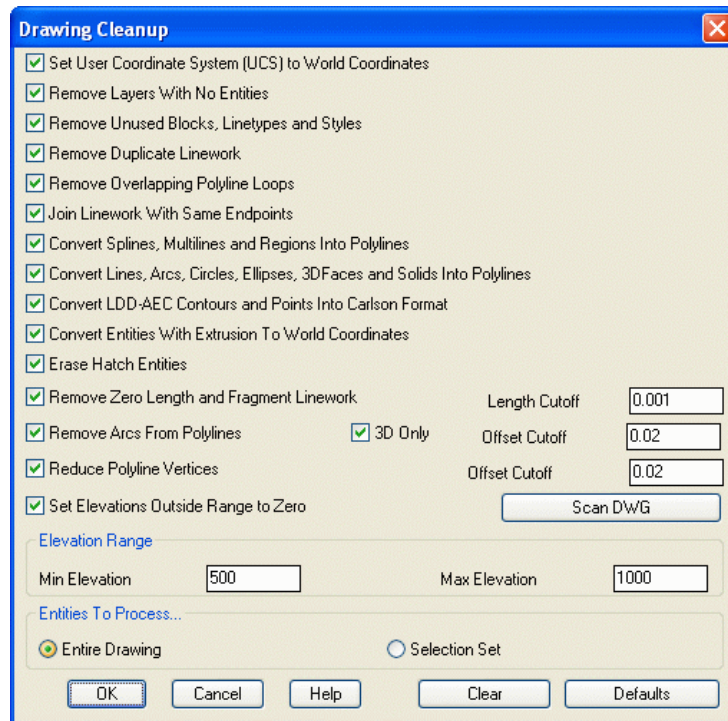 Drawing Cleanup
Set User Coordinate System (UCS) to World Coordinates
Remove Layers With No Entities
Remove Unused Blocks, Linetypes and Styles
Remove Duplicate Linework
Remove Overlapping Polyline Loops
Join Linework With Same Endpoints
Convert Splines, Multilines and Regions Into Polylines
Convert Lines, Arcs, Circles, Ellipses, 3DFaces and Solids Into Polylines
Convert LDD-AEC Contours and Points Into Carlson Format
Convert Entities With Extrusion To World Coordinates
Erase Hatch Entities
Remove Zero Length and Fragment Linework Length Cutoff 0.001
Remove Arcs From Polylines 3D Only Offset Cutoff 0.02
Reduce Polyline Vertices Offset Cutoff 0.02
Set Elevations Outside Range to Zero Scan DWG
Elevation Range
Min Elevation 500 Max Elevation 1000
Entities To Process...
Entire Drawing Selection Set
OK Cancel Help Clear Defaults